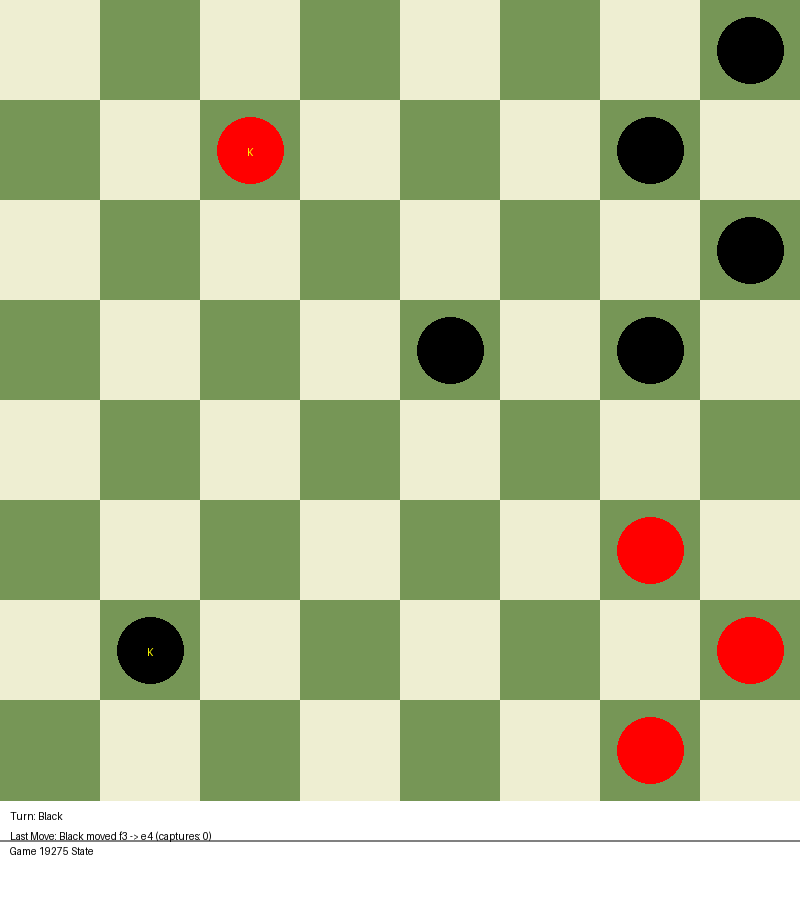 K
K
Turn: Black
Last Move: Black moved f3 -> e4 (captures: 0)
Game 19275 State